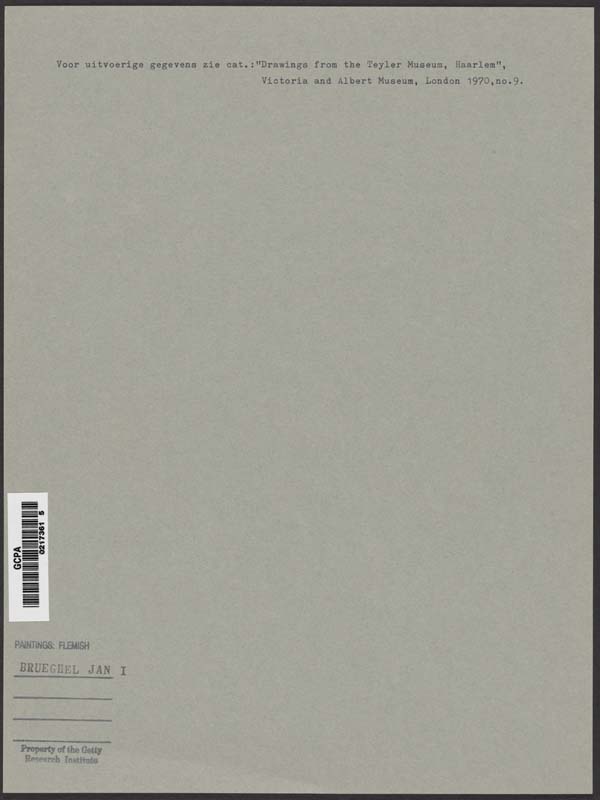 Voor uitvoerige gegevens zie cat.:"Drawings from the Teyler Museum, Haarlem",
Victoria and Albert Museum, London 1970,no.9.
GCPA
0217361 5
PAINTINGS: FLEMISH
BRUEGHEL JAN I
Property of the Getty
Research Institute